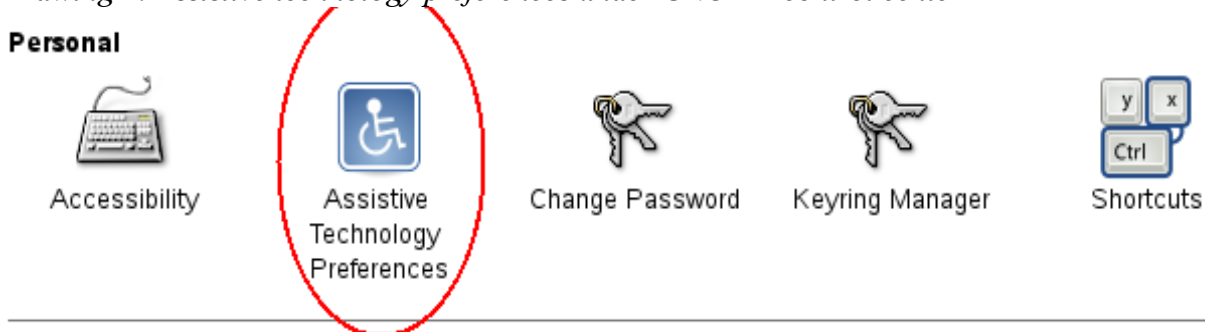 Personal
y x
Ctrl
Accessibility
Assistive
Technology
Preferences
Change Password
Keyring Manager
Shortcuts